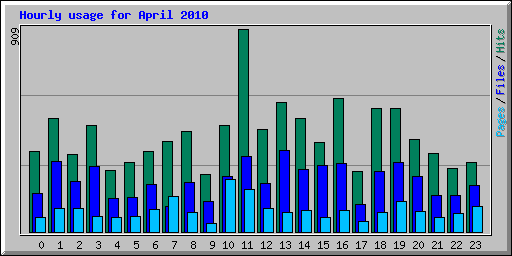 Hourly usage for April 2010
909
Pages / Files / Hits
0 1 2 3 4 5 6 7 8 9 10 11 12 13 14 15 16 17 18 19 20 21 22 23